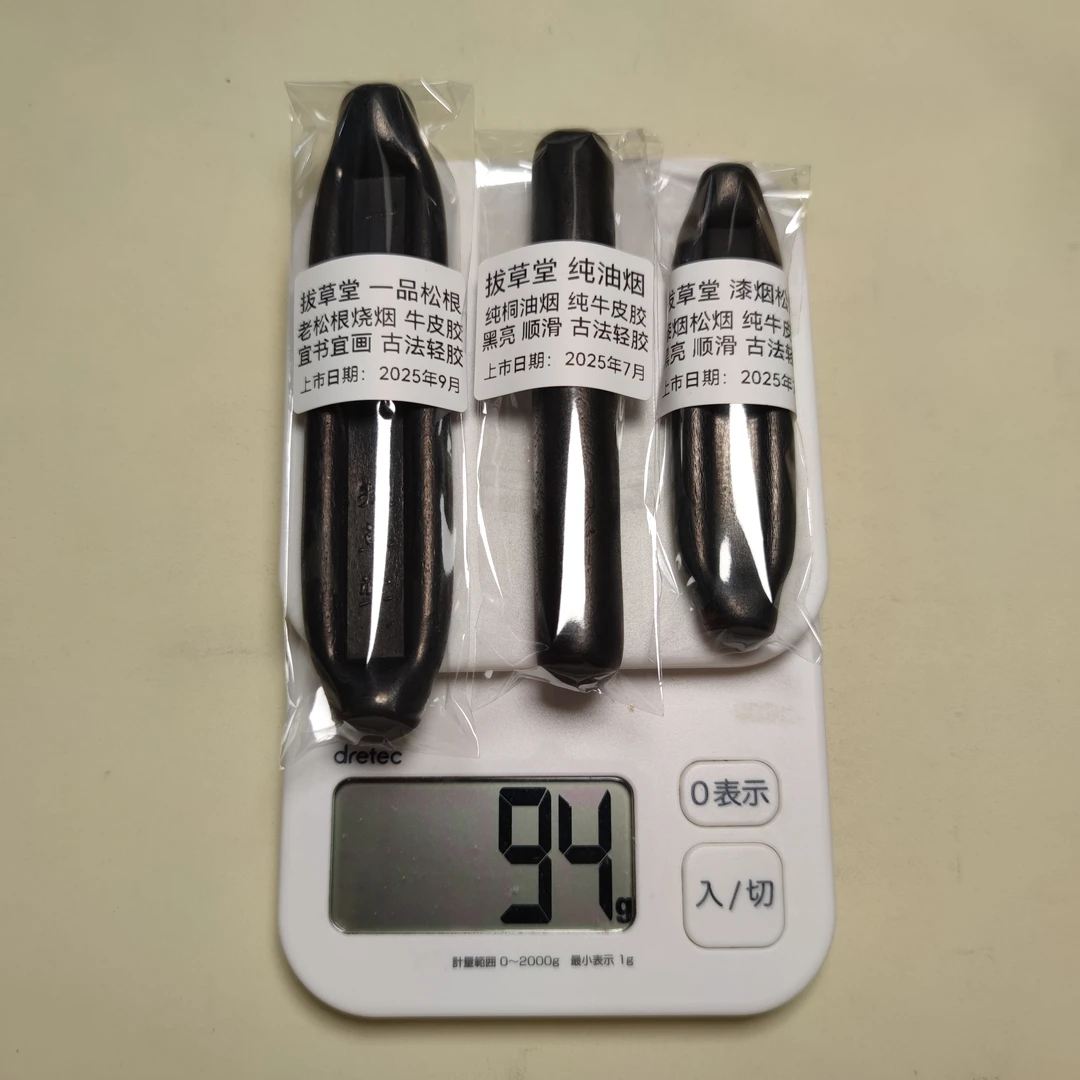 拔草堂 一品松根
老松根烧烟 牛皮胶
宜书宜画 古法轻胶
上市日期：2025年9月
拔草堂 纯油烟
纯桐油烟 纯牛皮胶
黑亮 顺滑 古法轻胶
上市日期：2025年7月
拔草堂 漆烟松
烟松烟 纯牛皮
黑亮 顺滑 古法轻
上市日期：2025年
dretec
94g
0表示
入/切
計量範囲 0～2000g 最小表示 1g